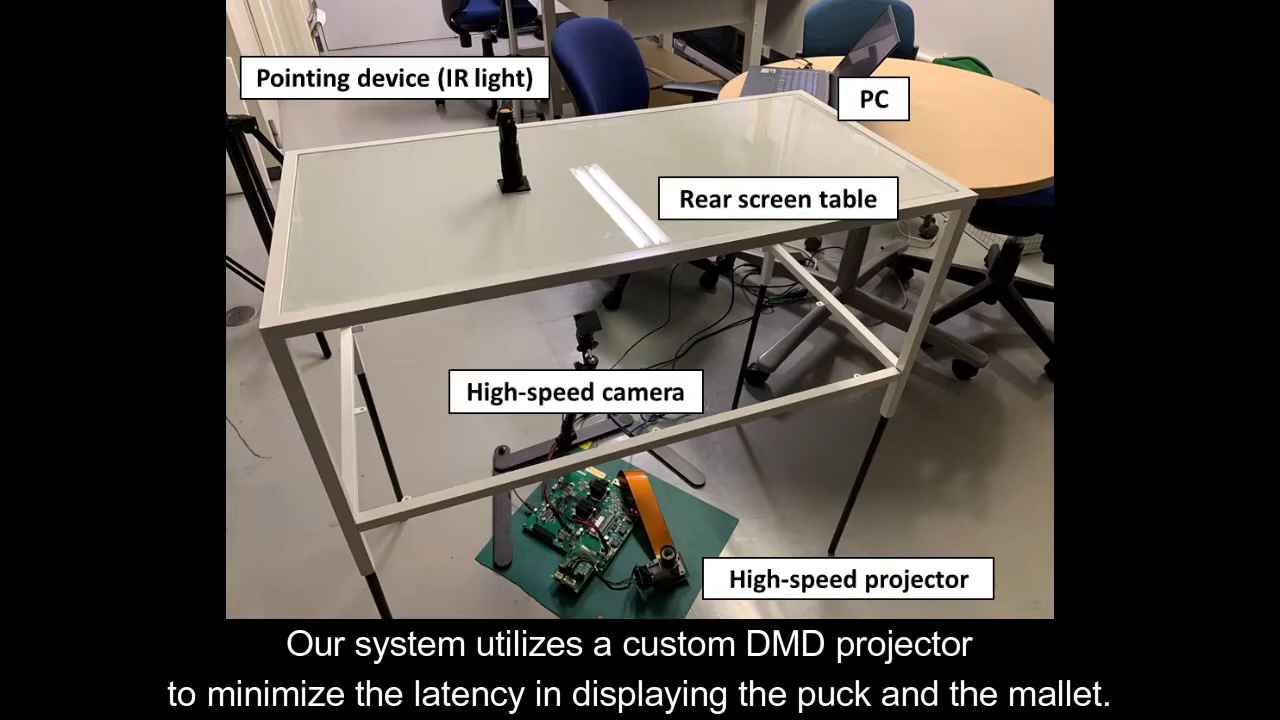 Pointing device (IR light)
PC
Rear screen table
High-speed camera
High-speed projector
Our system utilizes a custom DMD projector
to minimize the latency in displaying the puck and the mallet.